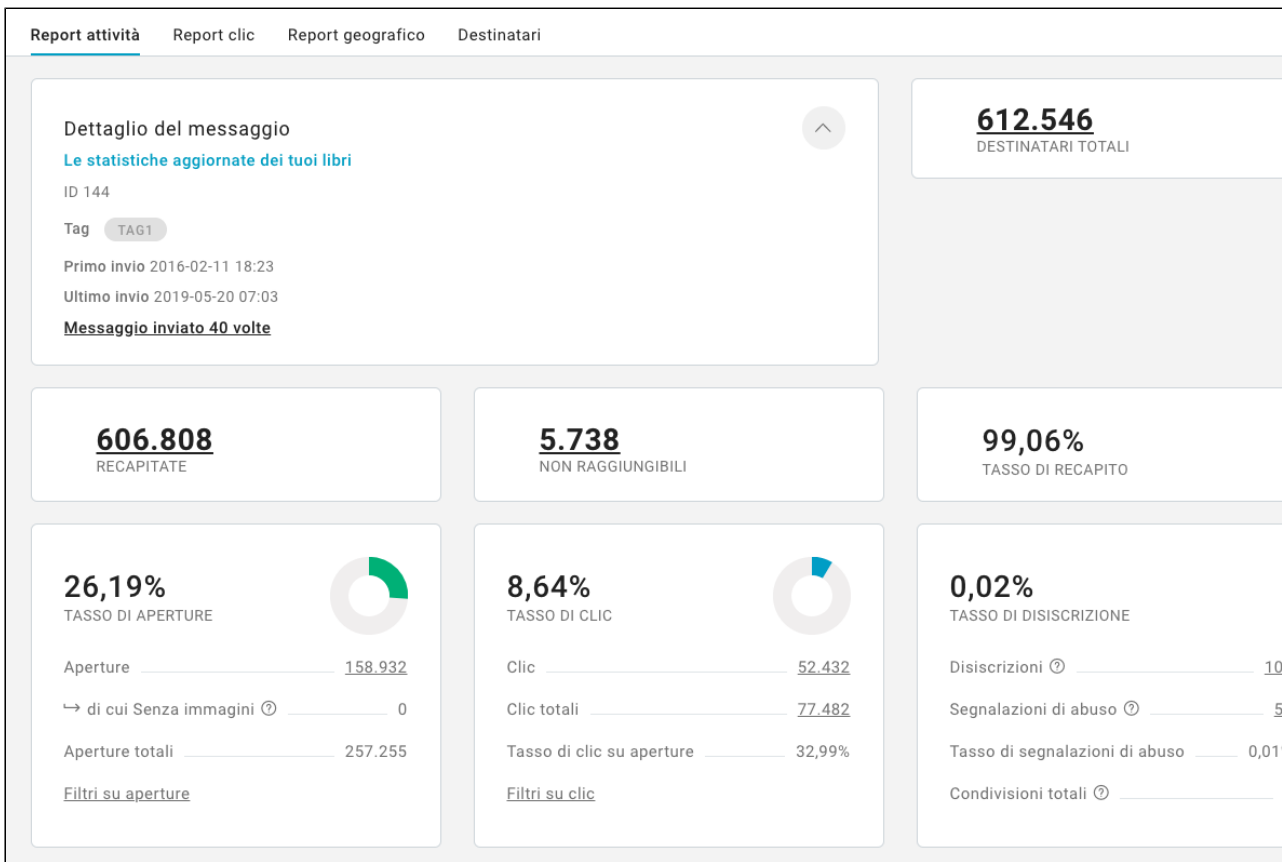 Report attività Report clic Report geografico Destinatari
Dettaglio del messaggio
Le statistiche aggiornate dei tuoi libri
ID 144
Tag TAG1
Primo invio 2016-02-11 18:23
Ultimo invio 2019-05-20 07:03
Messaggio inviato 40 volte
612.546
DESTINATARI TOTALI
606.808
RECAPITATE
5.738
NON RAGGIUNGIBILI
99,06%
TASSO DI RECAPITO
26,19%
TASSO DI APERTURE
Aperture 158.932
↪ di cui Senza immagini ? 0
Aperture totali 257.255
Filtri su aperture
8,64%
TASSO DI CLIC
Clic 52.432
Clic totali 77.482
Tasso di clic su aperture 32,99%
Filtri su clic
0,02%
TASSO DI DISISCRIZIONE
Disiscrizioni ?
Segnalazioni di abuso ?
Tasso di segnalazioni di abuso 0,01
Condivisioni totali ?